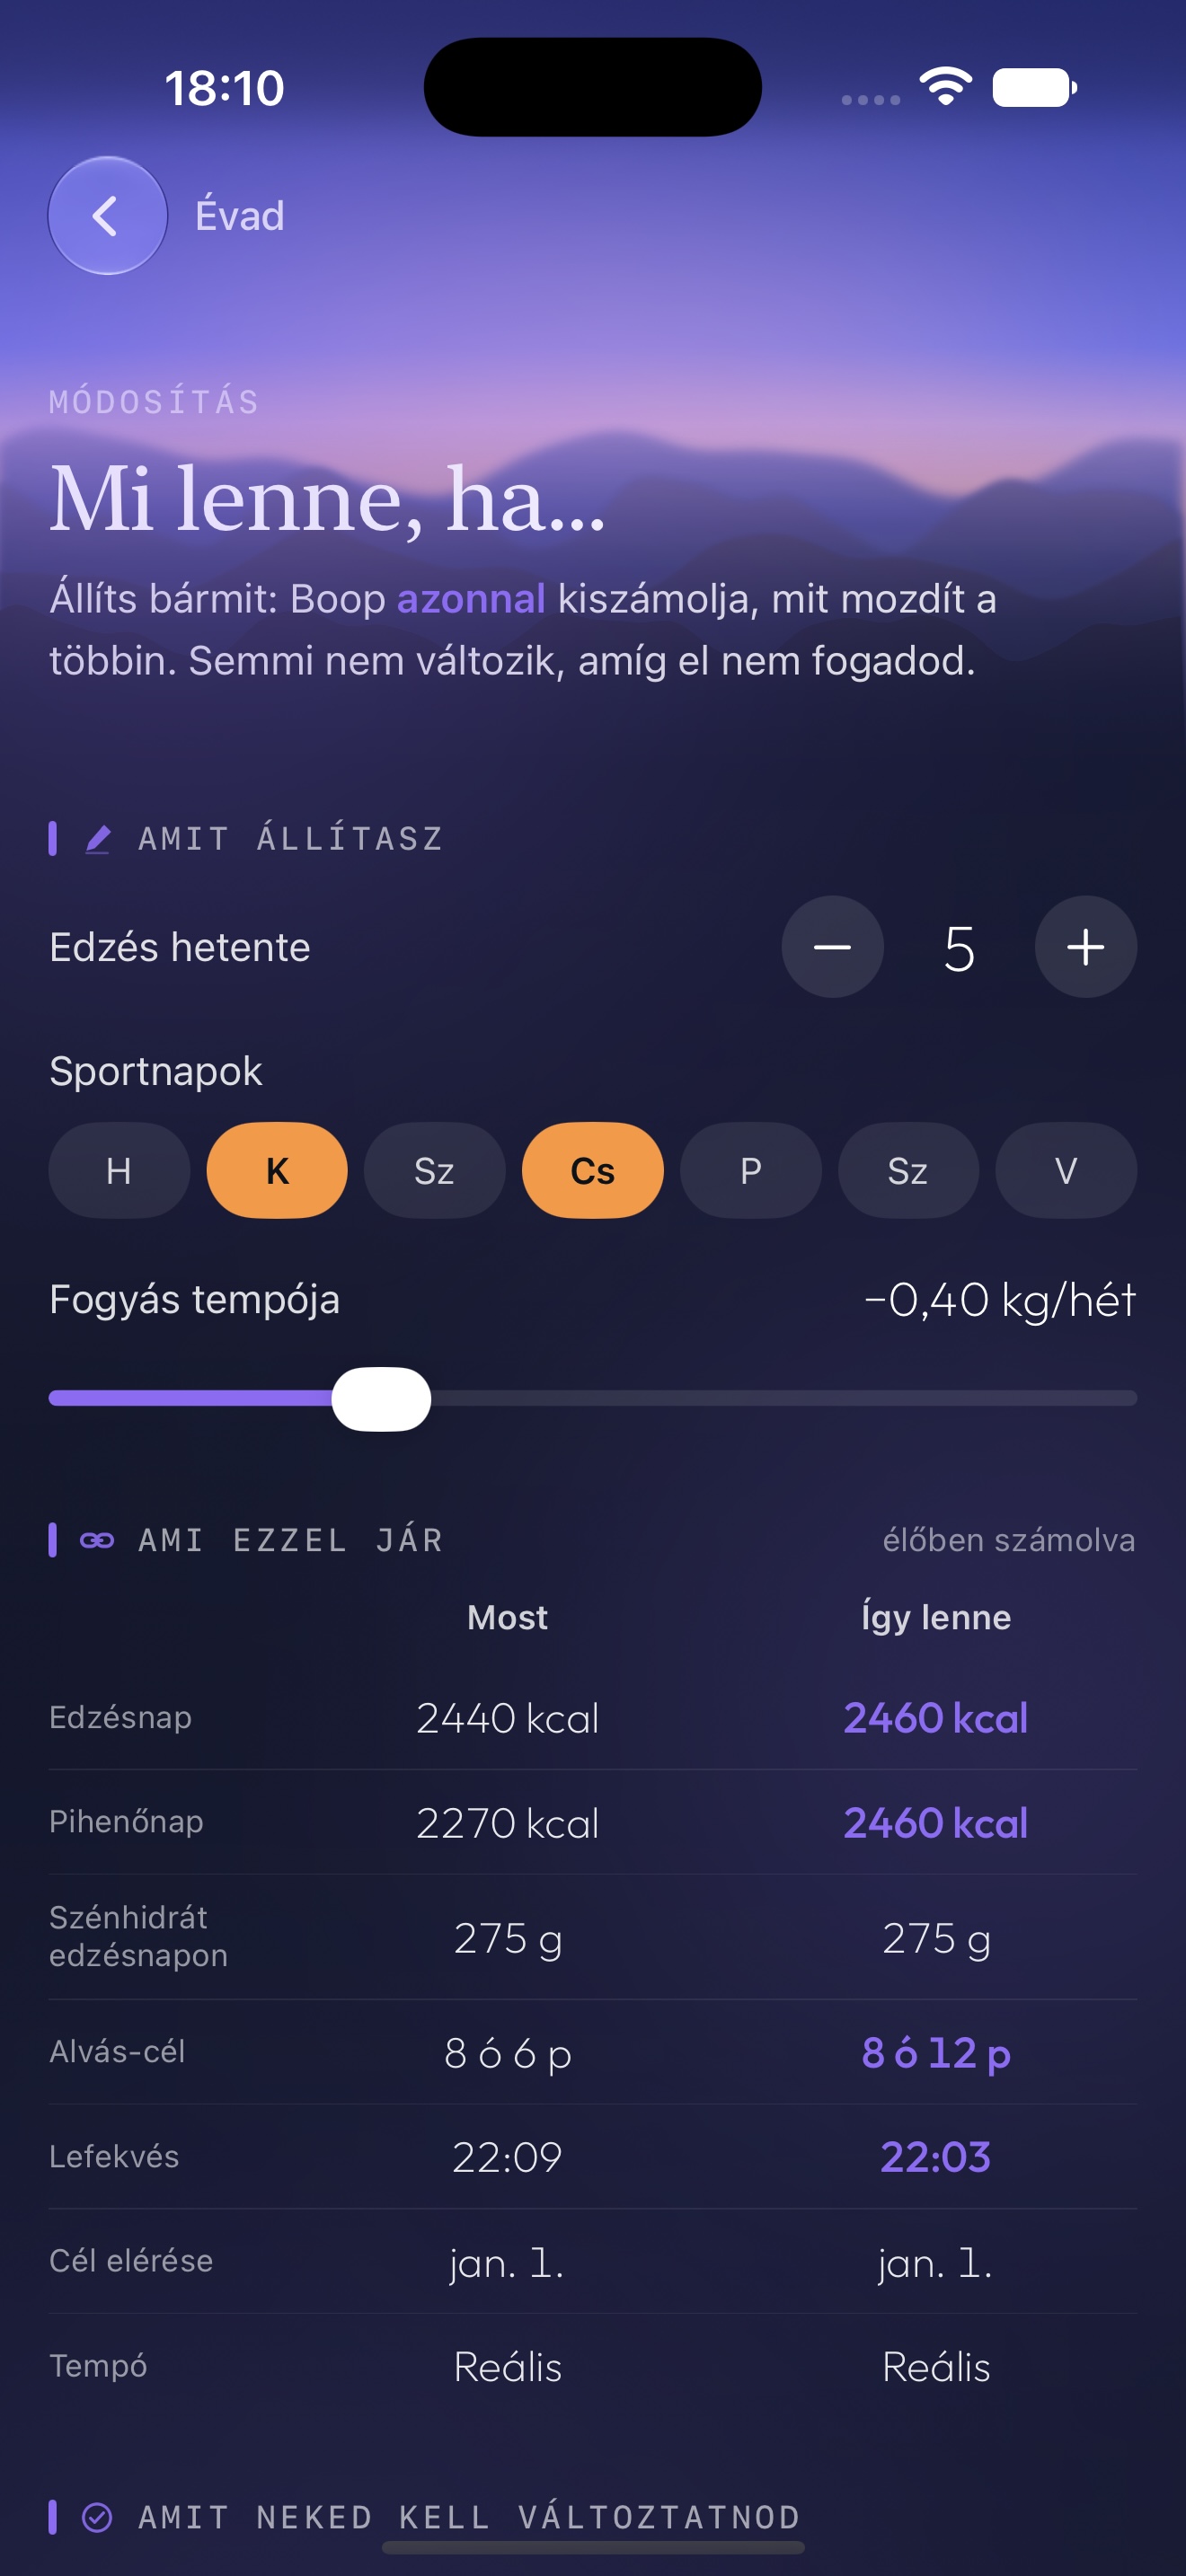 18:10
Évad
MÓDOSÍTÁS
Mi lenne, ha...
Állíts bármit: Boop azonnal kiszámolja, mit mozdít a
többin. Semmi nem változik, amíg el nem fogadod.
AMIT ÁLLÍTASZ
Edzés hetente
5
Sportnapok
H K Sz Cs P Sz V
Fogyás tempója −0,40 kg/hét
AMI EZZEL JÁR élőben számolva
Most Így lenne
Edzésnap 2440 kcal 2460 kcal
Pihenőnap 2270 kcal 2460 kcal
Szénhidrát
edzésnapon 275 g 275 g
Alvás-cél 8 ó 6 p 8 ó 12 p
Lefekvés 22:09 22:03
Cél elérése jan. 1. jan. 1.
Tempó Reális Reális
AMIT NEKED KELL VÁLTOZTATNOD